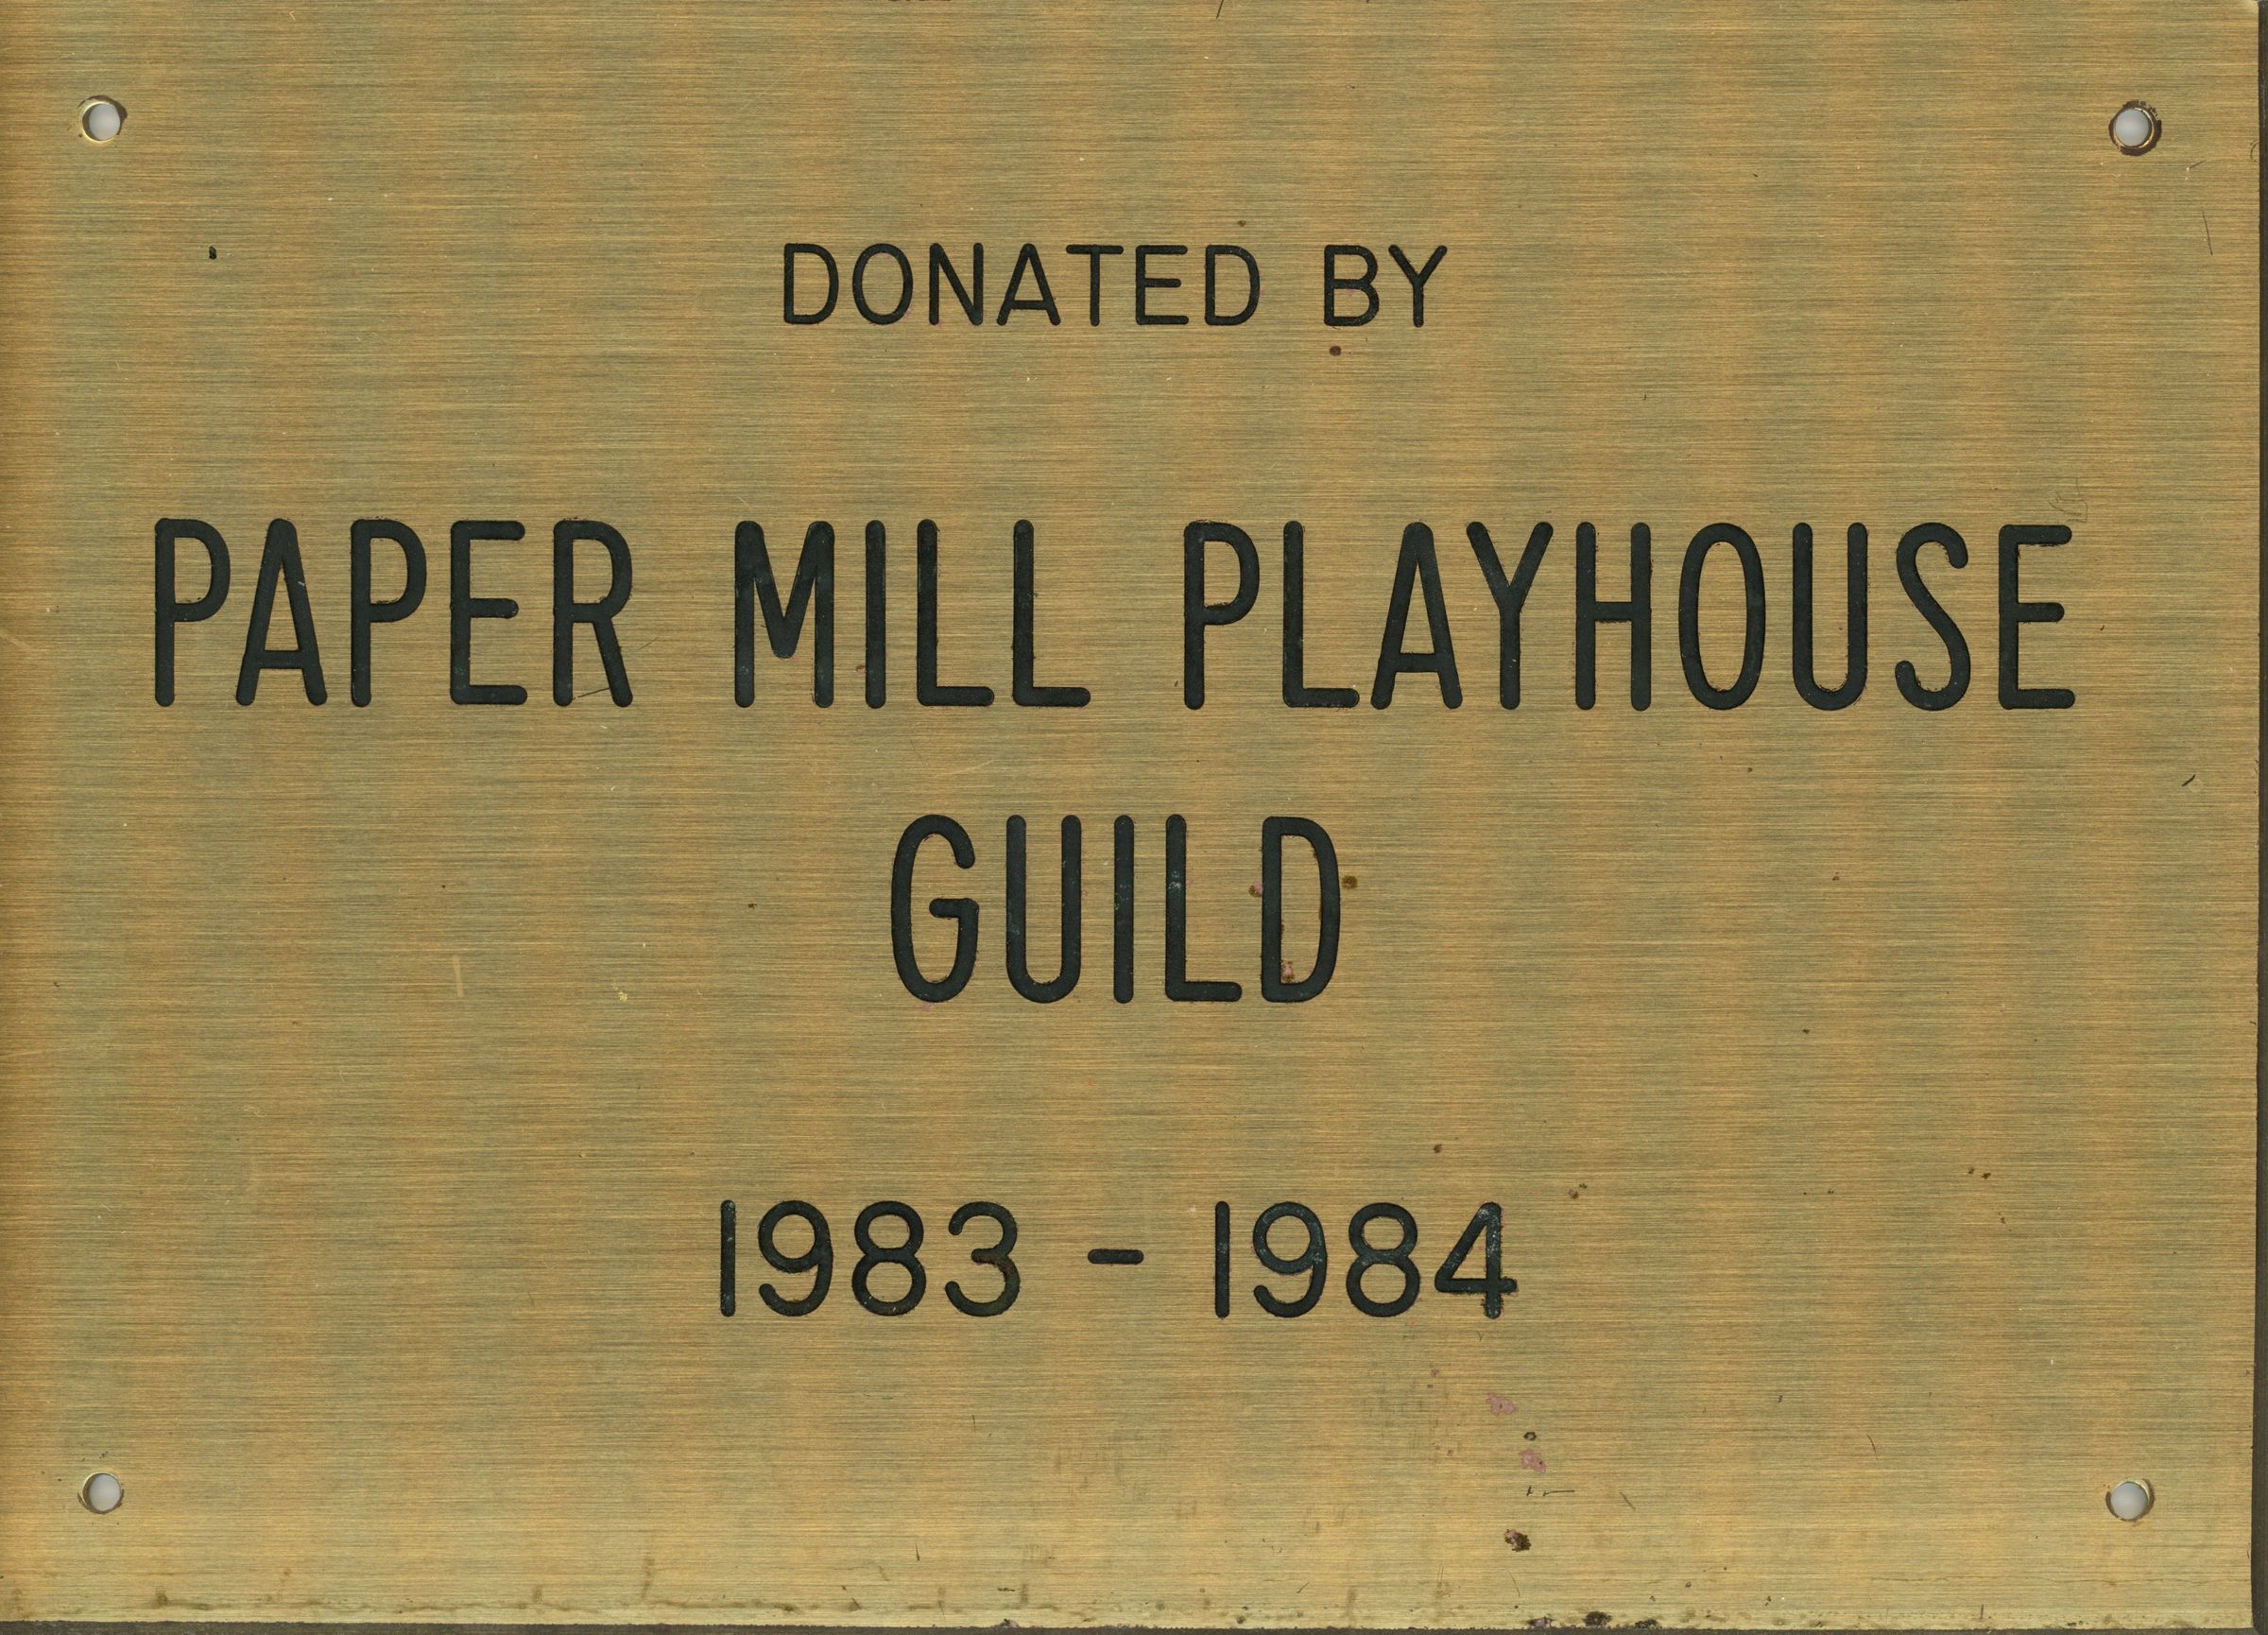 DONATED BY
PAPER MILL PLAYHOUSE
GUILD
1983 - 1984